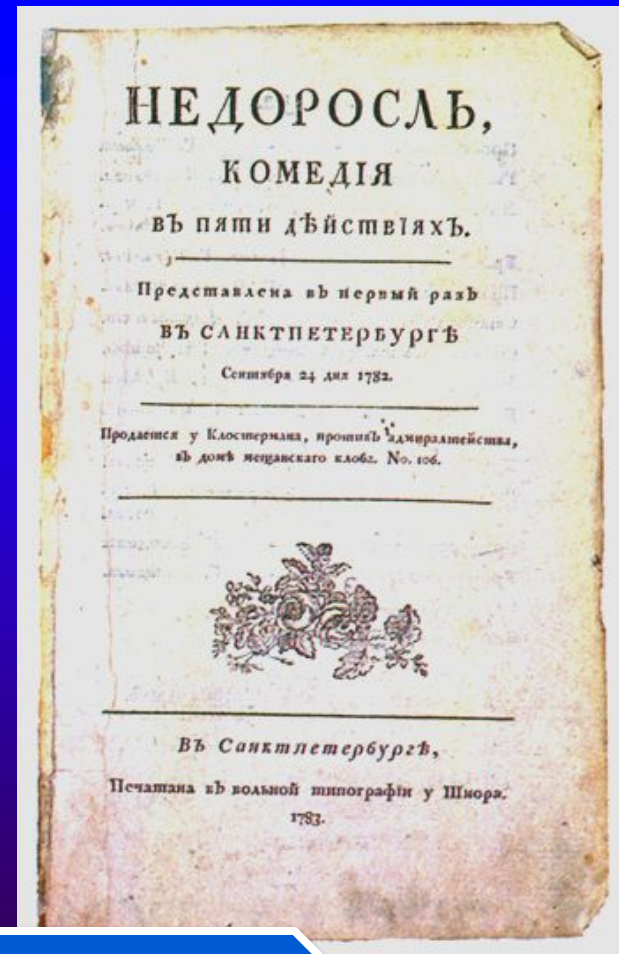 НЕДОРОСЛЬ,
КОМЕДІЯ
ВЪ ПЯТИ ДѢЙСТВІЯХЪ.
Представлена въ первый разъ
ВЪ САНКТПЕТЕРБУРГѢ
Сентября 24 дня 1782.
Продается у Клостермана, противъ адмиралтейства,
въ домѣ мещанскаго клоба. No. 106.
Въ Санктпетербургѣ,
Печатана въ вольной типографіи у Шнора.
1783.